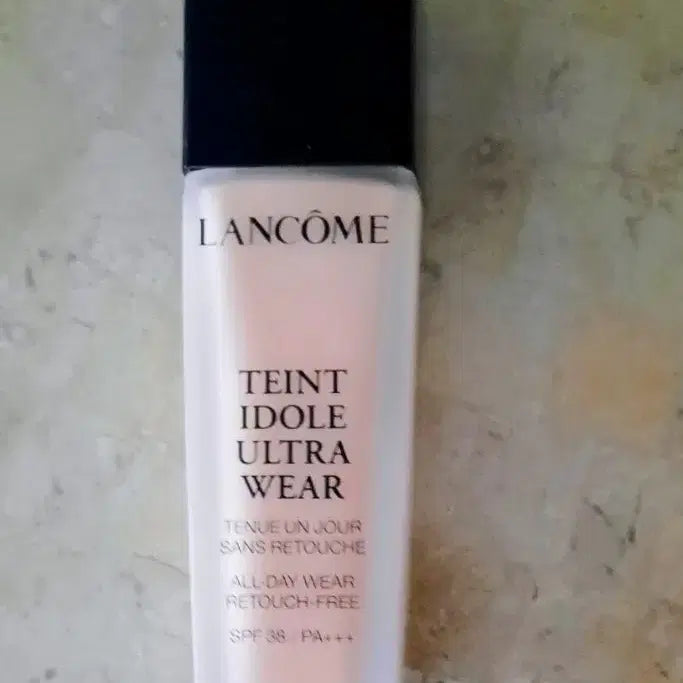 LANCÔME
TEINT
IDOLE
ULTRA
WEAR
TENUE UN JOUR
SANS RETOUCHE
ALL-DAY WEAR
RETOUCH-FREE
SPF 38 / PA+++